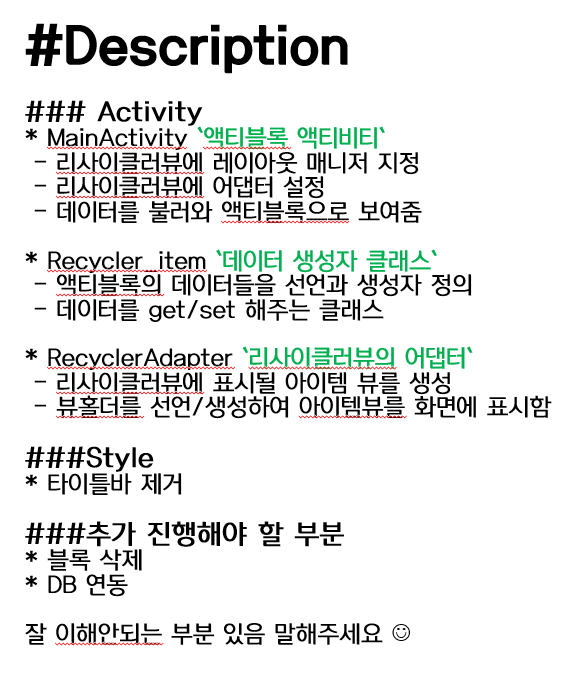 #Description
### Activity
* MainActivity `액티블록 액티비티`
- 리사이클러뷰에 레이아웃 매니저 지정
- 리사이클러뷰에 어댑터 설정
- 데이터를 불러와 액티블록으로 보여줌
* Recycler_item `데이터 생성자 클래스`
- 액티블록의 데이터들을 선언과 생성자 정의
- 데이터를 get/set 해주는 클래스
* RecyclerAdapter `리사이클러뷰의 어댑터`
- 리사이클러뷰에 표시될 아이템 뷰를 생성
- 뷰홀더를 선언/생성하여 아이템뷰를 화면에 표시함
###Style
* 타이틀바 제거
###추가 진행해야 할 부분
* 블록 삭제
* DB 연동
잘 이해안되는 부분 있음 말해주세요 ☺